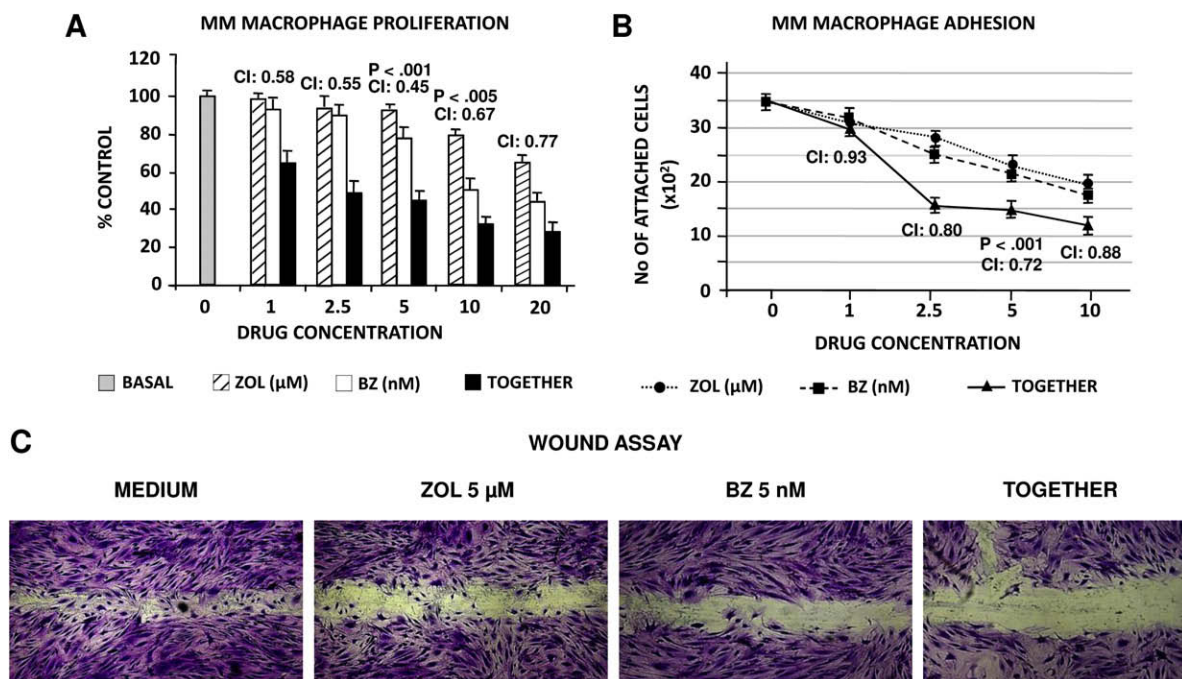 A
MM MACROPHAGE PROLIFERATION
% CONTROL
120
100
80
60
40
20
0
CI: 0.58
CI: 0.55
P < .001
CI: 0.45
P < .005
CI: 0.67
CI: 0.77
0 1 2.5 5 10 20
DRUG CONCENTRATION
BASAL ZOL (μM) BZ (nM) TOGETHER
B
MM MACROPHAGE ADHESION
No OF ATTACHED CELLS
(x10²)
40
30
20
10
0
CI: 0.93
CI: 0.80
P < .001
CI: 0.72
CI: 0.88
0 1 2.5 5 10
DRUG CONCENTRATION
ZOL (μM) BZ (nM) TOGETHER
C
WOUND ASSAY
MEDIUM ZOL 5 μM BZ 5 nM TOGETHER